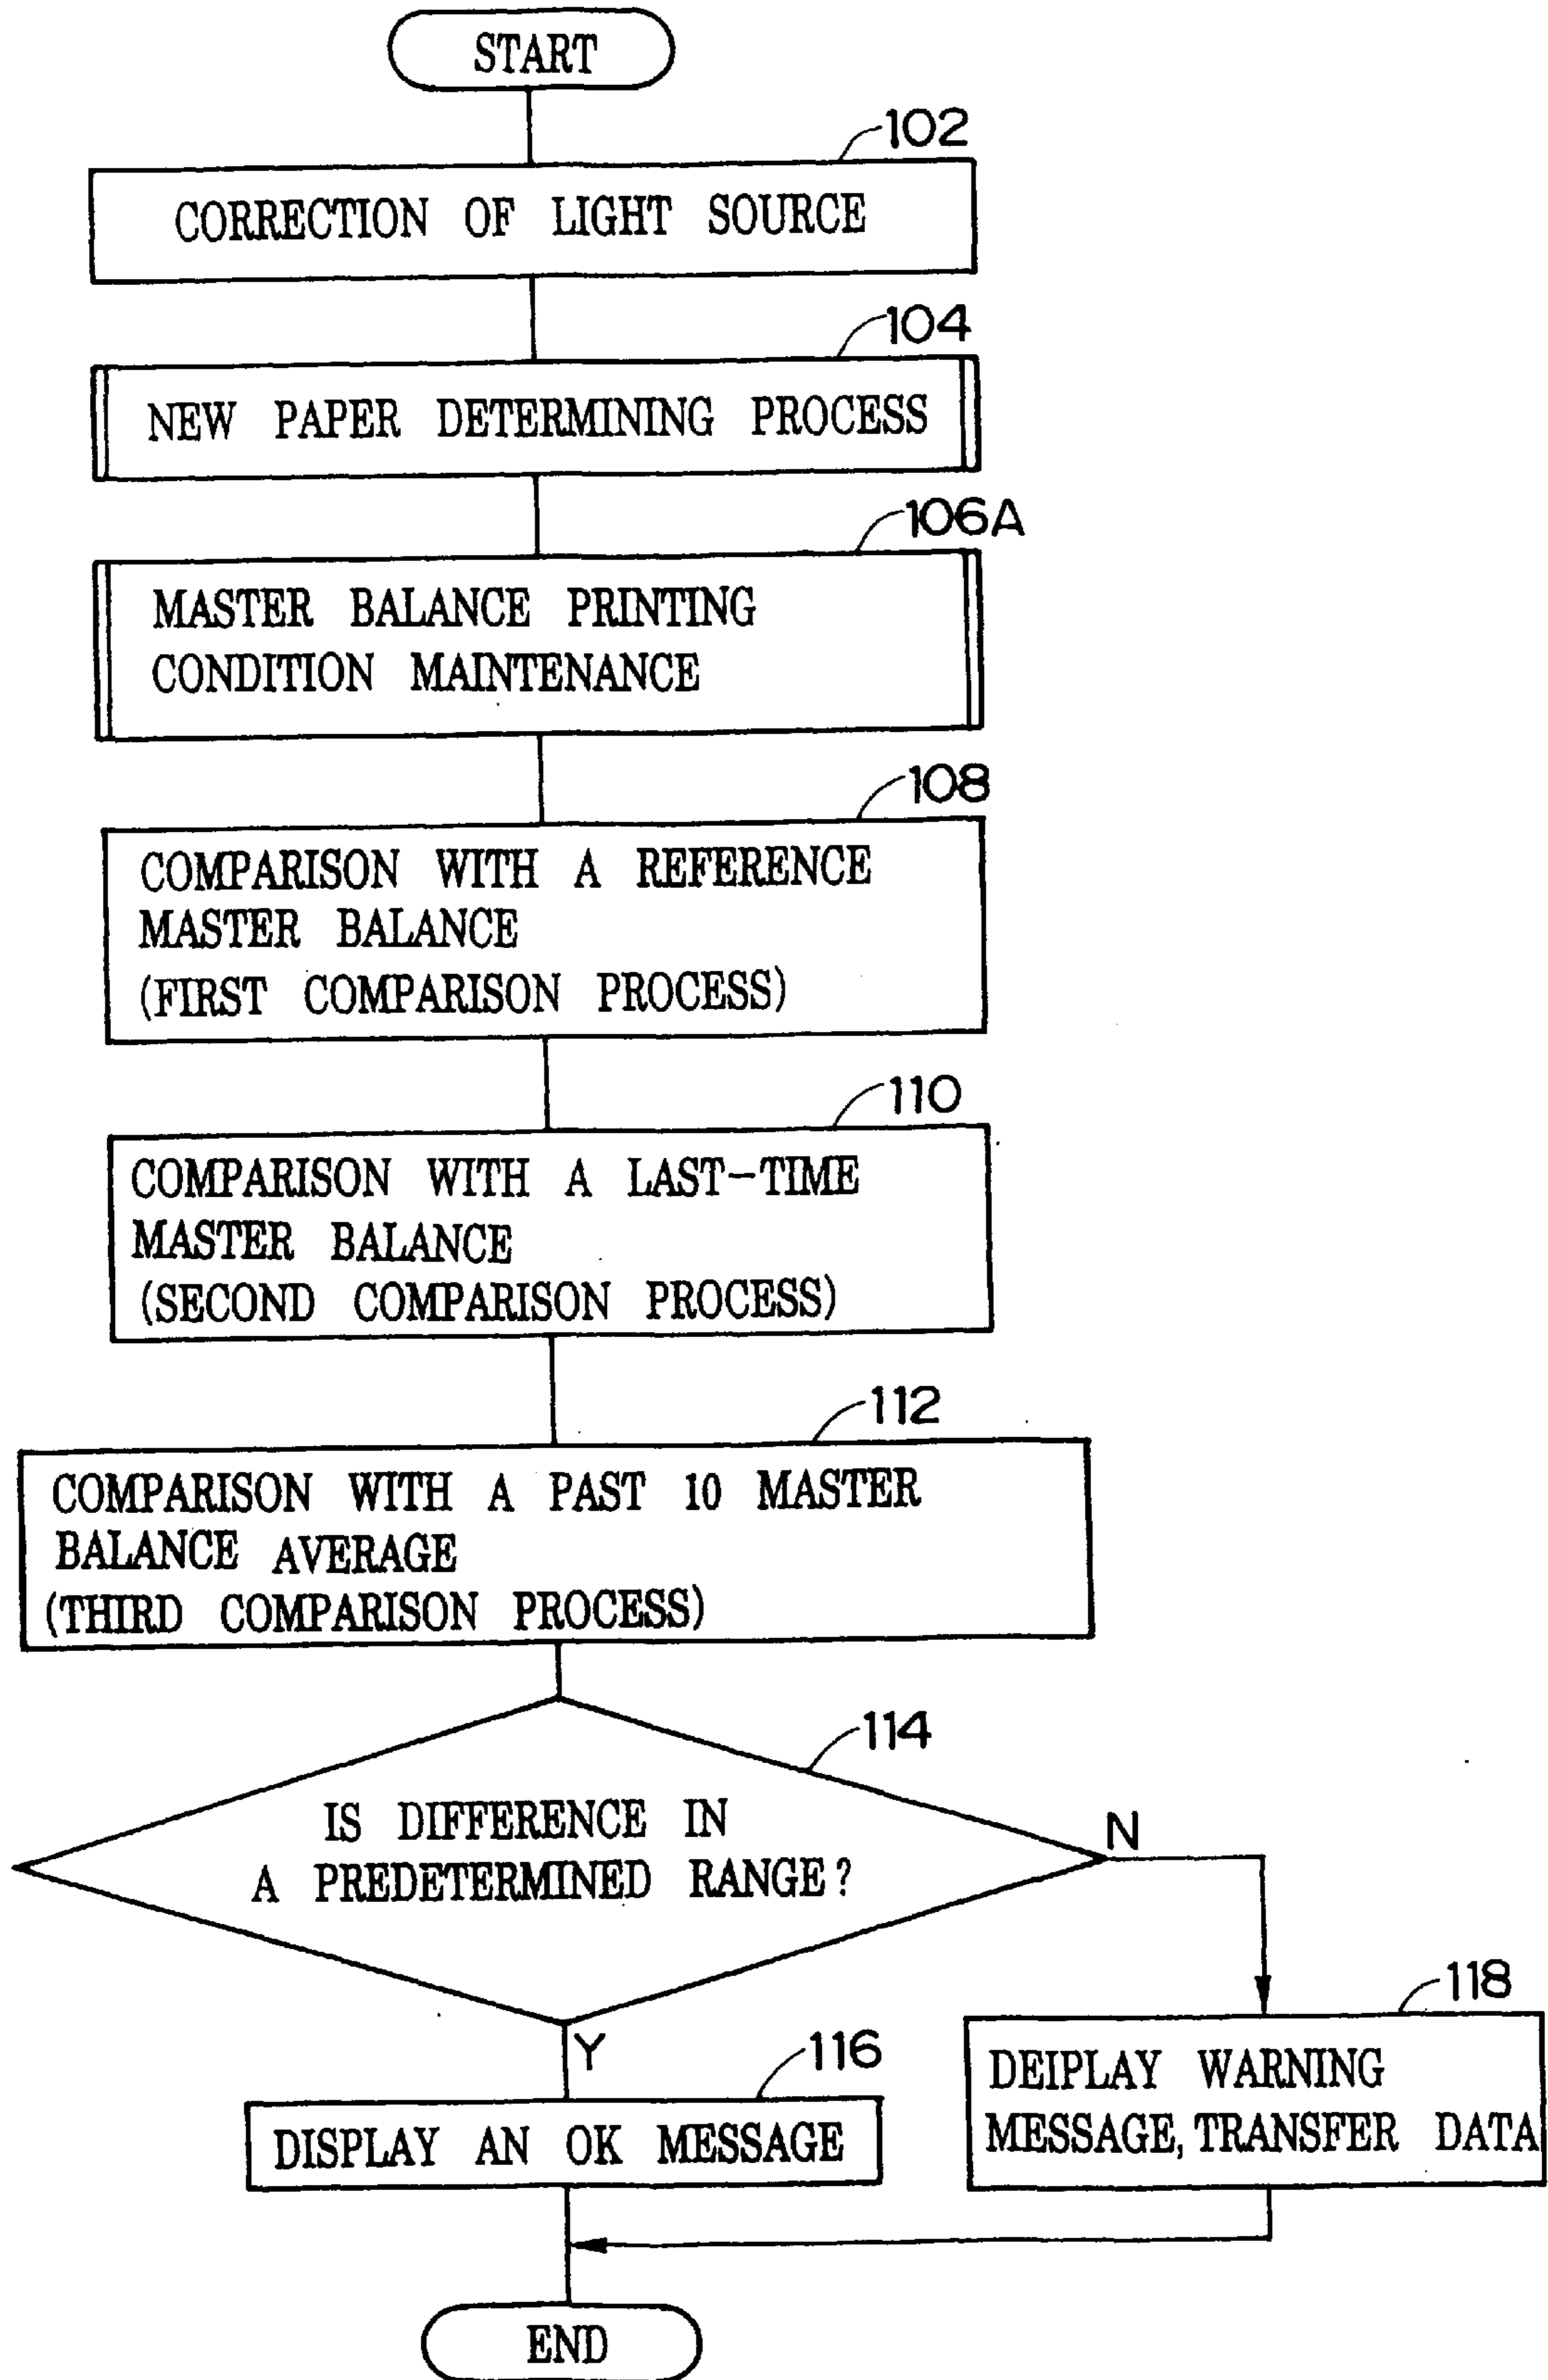 START
102
CORRECTION OF LIGHT SOURCE
104
NEW PAPER DETERMINING PROCESS
106A
MASTER BALANCE PRINTING
CONDITION MAINTENANCE
108
COMPARISON WITH A REFERENCE
MASTER BALANCE
(FIRST COMPARISON PROCESS)
110
COMPARISON WITH A LAST-TIME
MASTER BALANCE
(SECOND COMPARISON PROCESS)
112
COMPARISON WITH A PAST 10 MASTER
BALANCE AVERAGE
(THIRD COMPARISON PROCESS)
114
IS DIFFERENCE IN
A PREDETERMINED RANGE?
N
Y
116
DISPLAY AN OK MESSAGE
118
DEIPLAY WARNING
MESSAGE, TRANSFER DATA
END